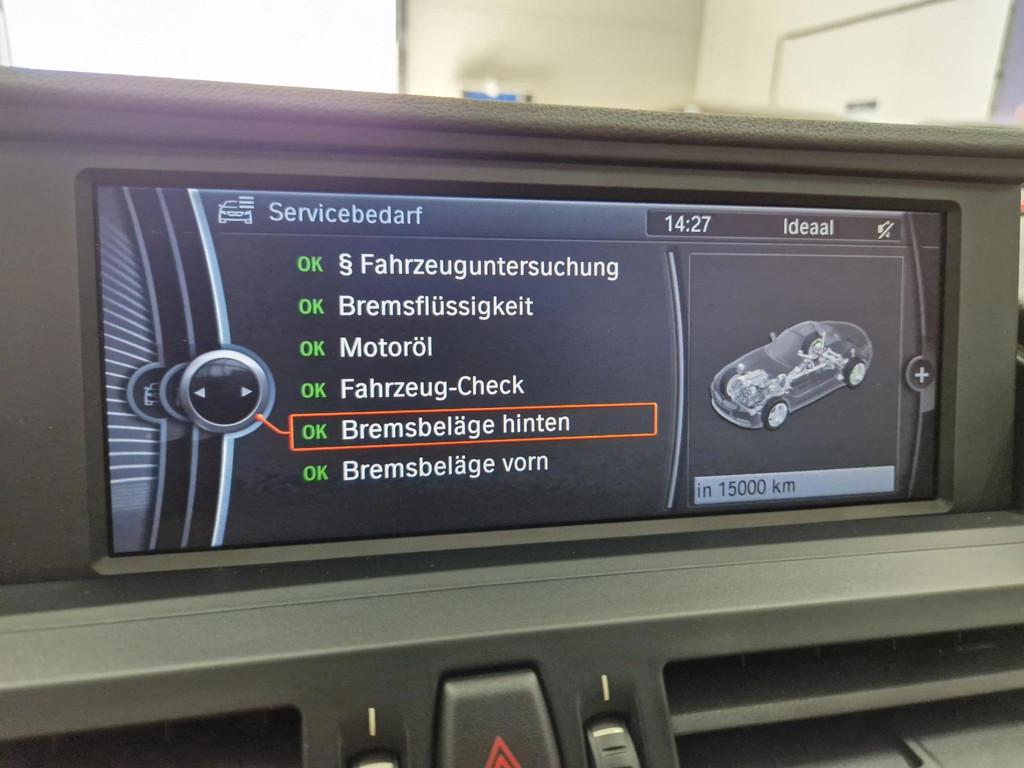 Servicebedarf
14:27 Ideaal
OK § Fahrzeuguntersuchung
OK Bremsflüssigkeit
OK Motoröl
OK Fahrzeug-Check
OK Bremsbeläge hinten
OK Bremsbeläge vorn
in 15000 km